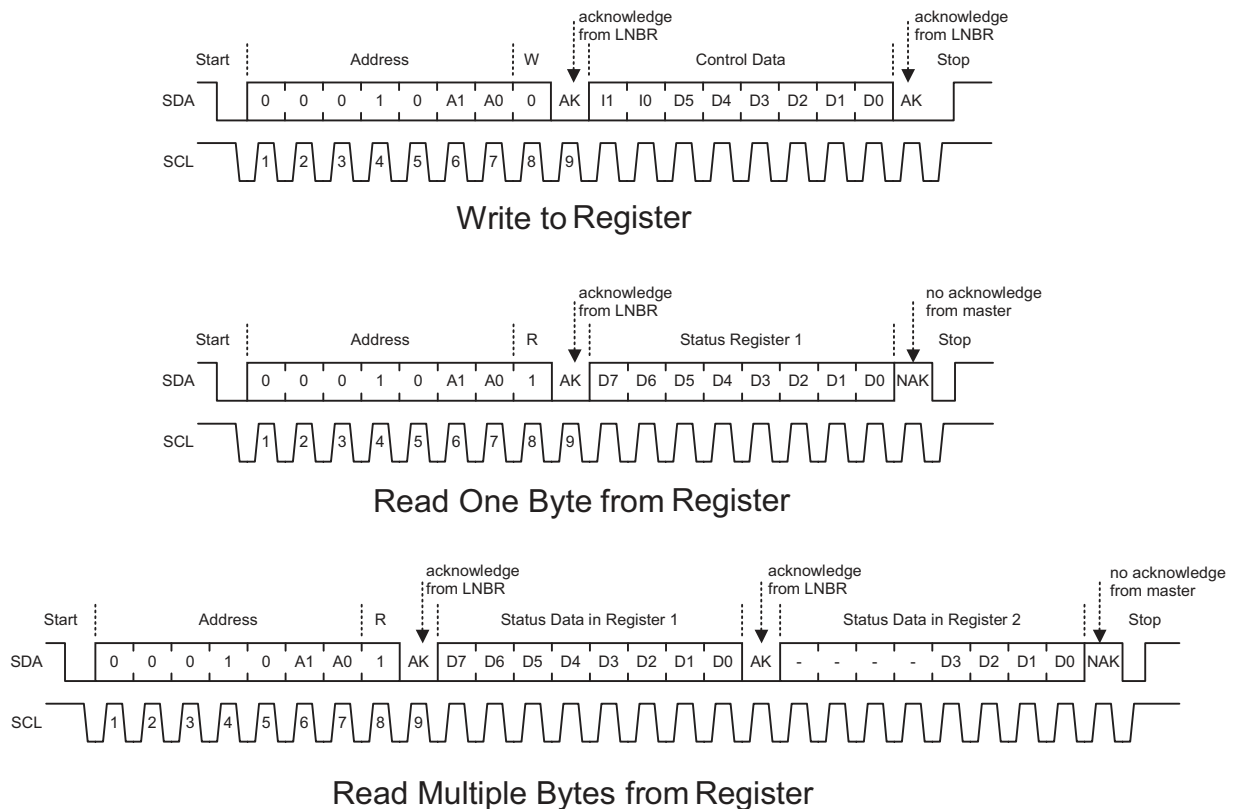 acknowledge acknowledge
from LNBR from LNBR
Start Address W Control Data Stop
SDA 0 0 0 1 0 A1 A0 0 AK I1 I0 D5 D4 D3 D2 D1 D0 AK
SCL 1 2 3 4 5 6 7 8 9
Write to Register
acknowledge no acknowledge
from LNBR from master
Start Address R Status Register 1 Stop
SDA 0 0 0 1 0 A1 A0 1 AK D7 D6 D5 D4 D3 D2 D1 D0 NAK
SCL 1 2 3 4 5 6 7 8 9
Read One Byte from Register
acknowledge acknowledge no acknowledge
from LNBR from LNBR from master
Start Address R Status Data in Register 1 Status Data in Register 2 Stop
SDA 0 0 0 1 0 A1 A0 1 AK D7 D6 D5 D4 D3 D2 D1 D0 AK - - - - D3 D2 D1 D0 NAK
SCL 1 2 3 4 5 6 7 8 9
Read Multiple Bytes from Register